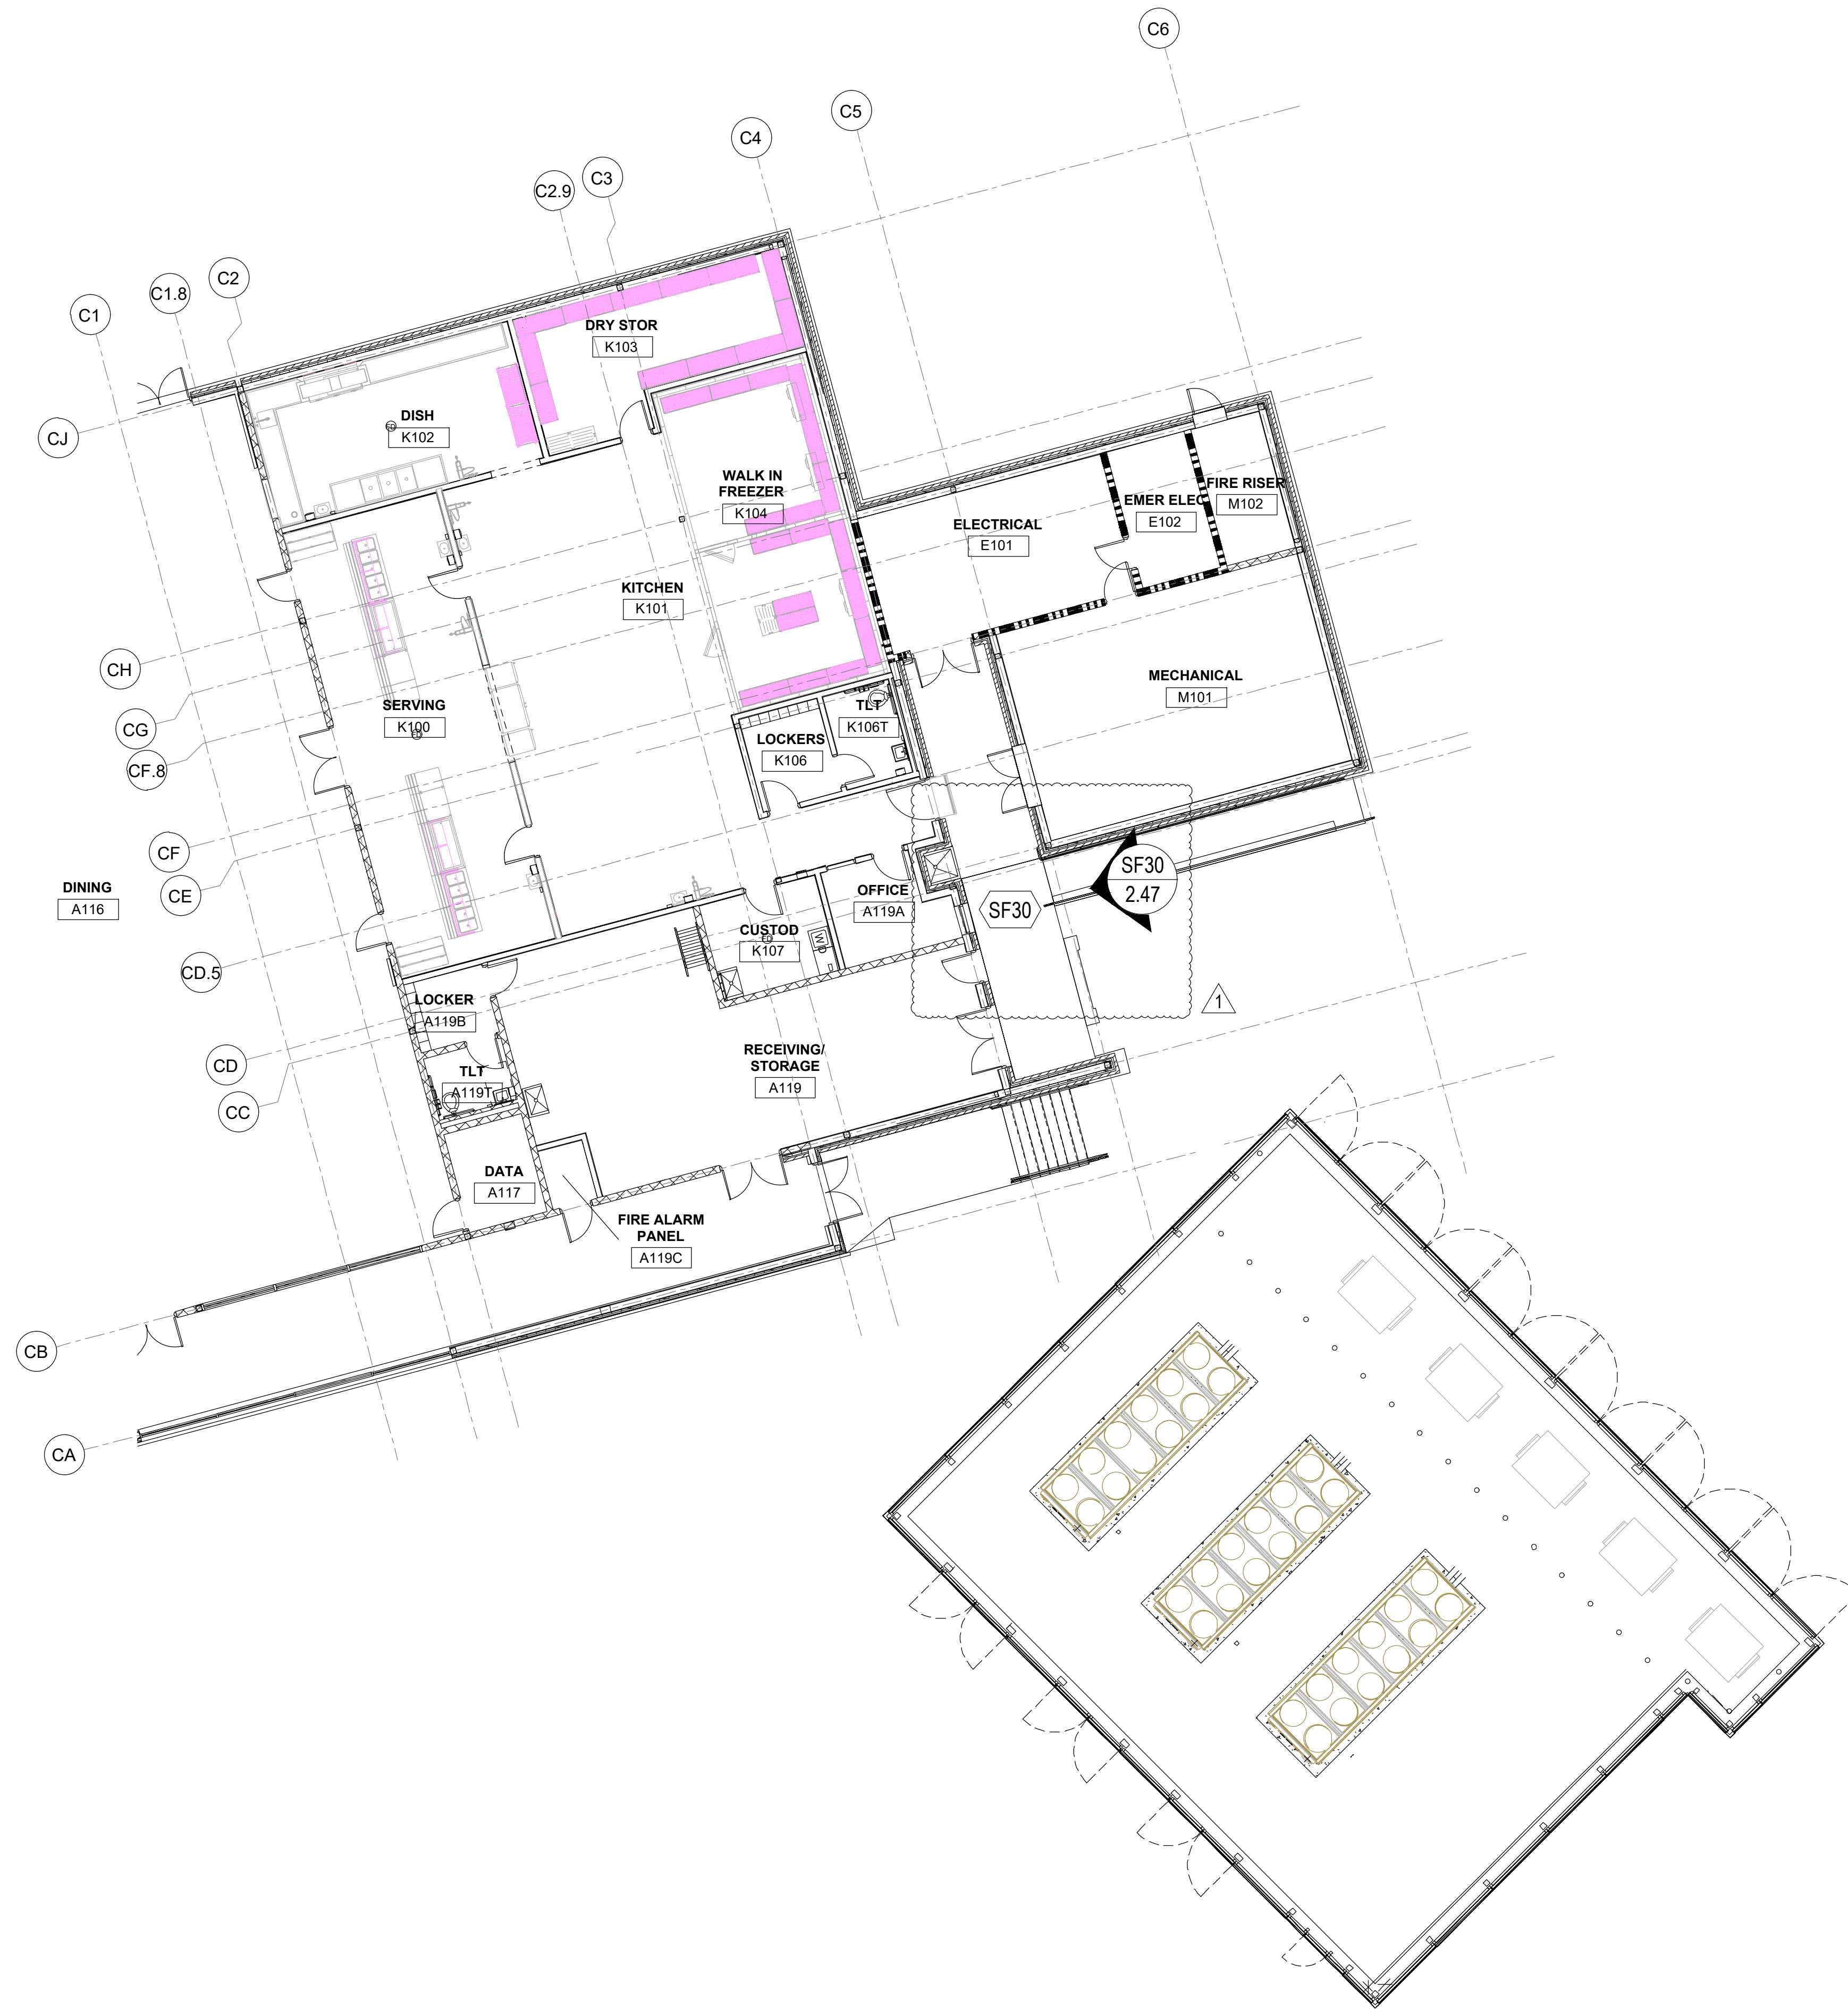 C6
C5
C4
C3
C2.9
C2
C1.8
C1
DRY STOR
K103
DISH
K102
FD
CJ
WALK IN
FREEZER
K104
EMER ELEC
E102
FIRE RISER
M102
ELECTRICAL
E101
KITCHEN
K101
CH
MECHANICAL
M101
SERVING
K100
FD
TLT
K106T
CG
LOCKERS
K106
CF.8
CF
CE
SF30
2.47
DINING
A116
OFFICE
A119A
SF30
CUSTOD
FD
K107
W/D
CD.5
LOCKER
A119B
1
RECEIVING/
STORAGE
A119
CD
TLT
A119T
CC
DATA
A117
FIRE ALARM
PANEL
A119C
CB
CA